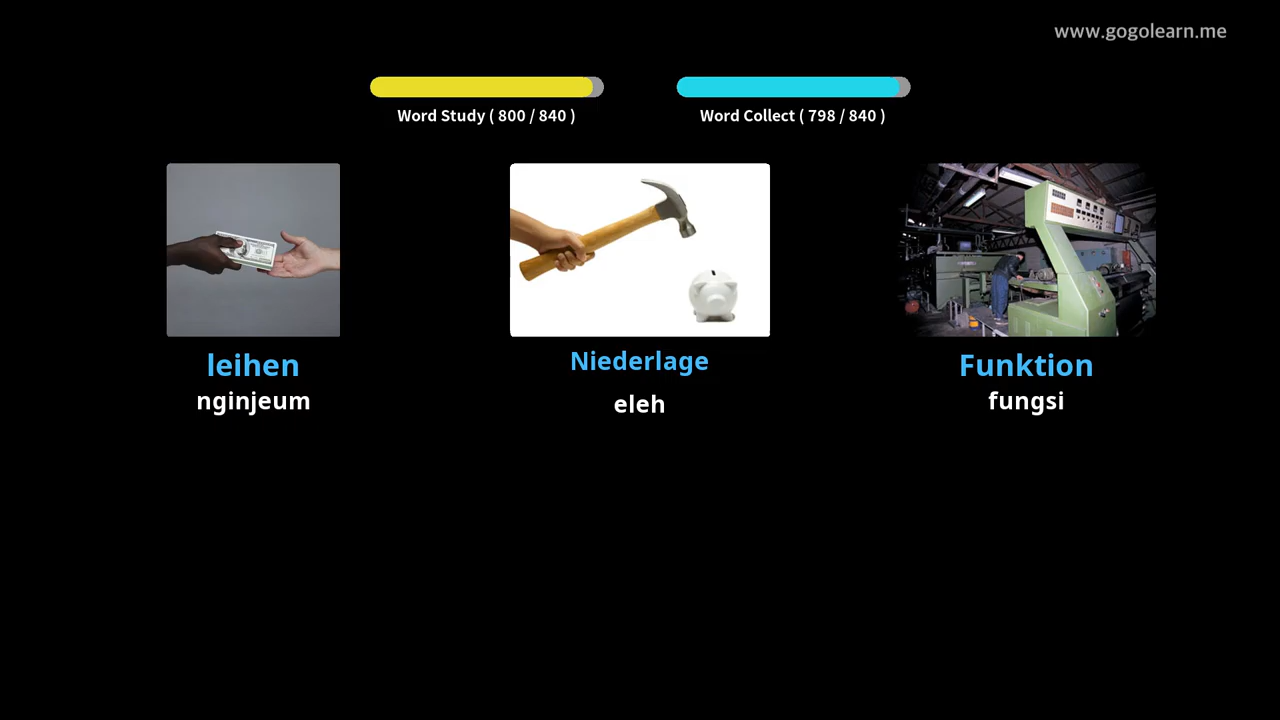 www.gogolearn.me
Word Study ( 800 / 840 )
Word Collect ( 798 / 840 )
leihen
nginjeum
Niederlage
eleh
Funktion
fungsi